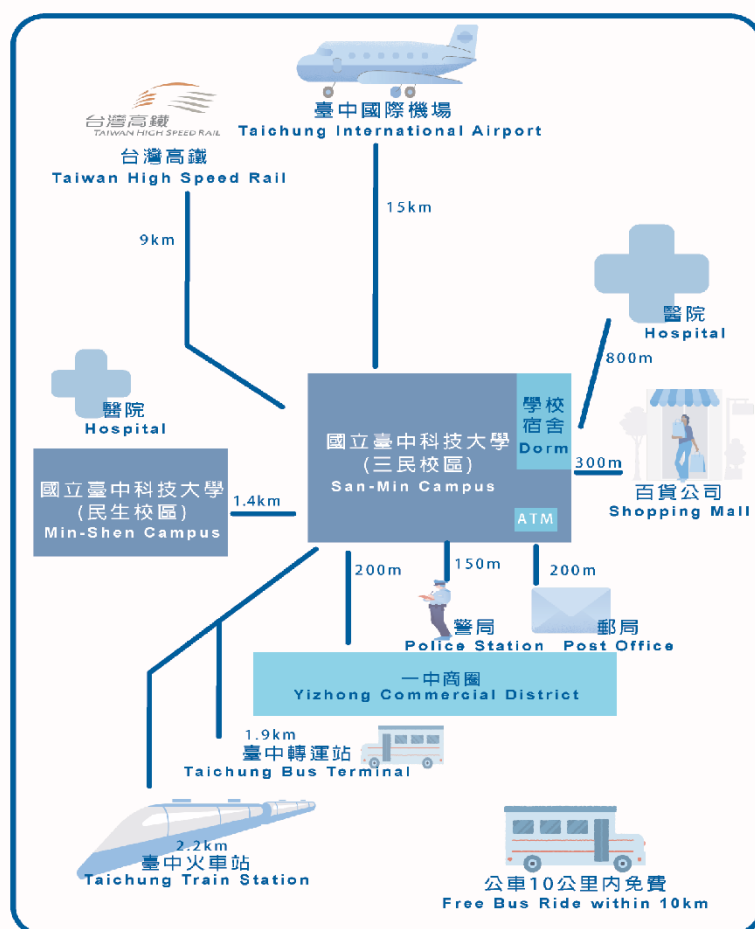 臺中國際機場
Taichung International Airport
台灣高鐵
TAIWAN HIGH SPEED RAIL
台灣高鐵
Taiwan High Speed Rail
15km
9km
醫院
Hospital
800m
醫院
Hospital
學校
宿舍
Dorm
國立臺中科技大學
(三民校區)
San-Min Campus
300m
百貨公司
Shopping Mall
國立臺中科技大學
(民生校區)
Min-Shen Campus
1.4km
ATM
200m
150m
200m
警局
Police Station
郵局
Post Office
一中商圈
Yizhong Commercial District
1.9km
臺中轉運站
Taichung Bus Terminal
2.2km
臺中火車站
Taichung Train Station
公車10公里內免費
Free Bus Ride within 10km